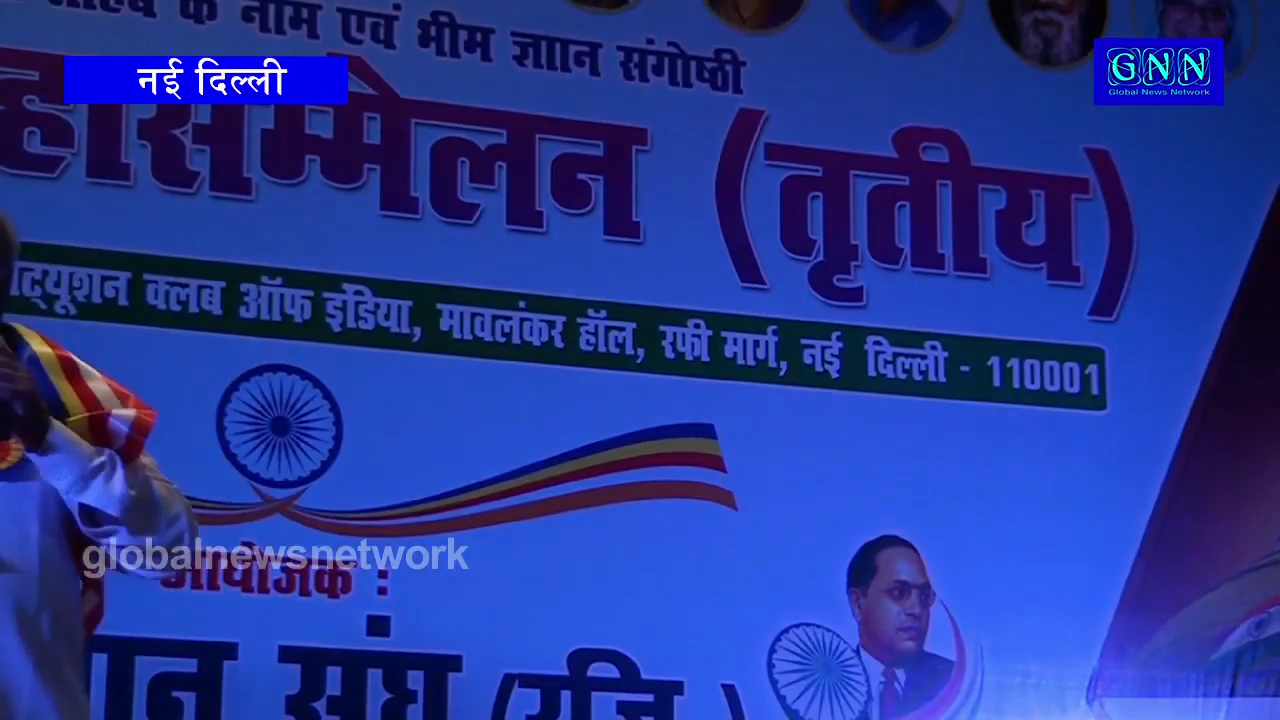 के नाम एवं भीम ज्ञाान संगोष्ठी
नई दिल्ली
GNN
Global News Network
हासम्मेलन (तृतीय)
ट्यूशन क्लब ऑफ इंडिया, मावलंकर हॉल, रफी मार्ग, नई दिल्ली - 110001
globalnewsnetwork
आयोजक :
संघ (रजि.)